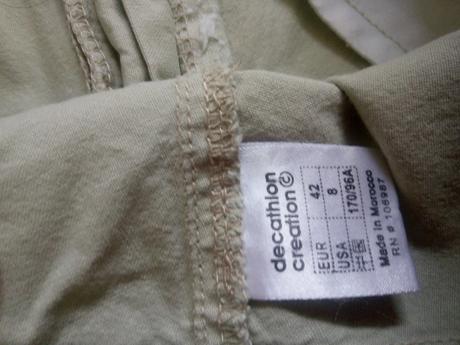 decathlon
creation ©
EUR 42
USA 8
170/96A
Made in Morocco
RN # 106987